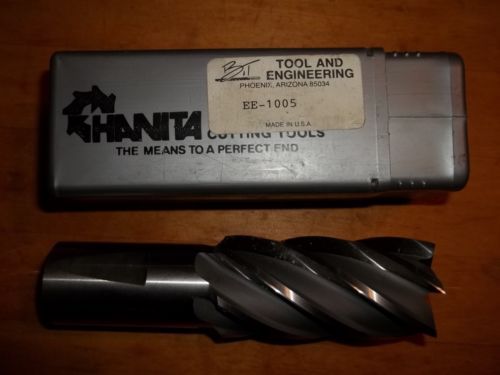 TOOL AND
ENGINEERING
PHOENIX, ARIZONA 85034
EE-1005
MADE IN U.S.A.
HANITA
CUTTING TOOLS
THE MEANS TO A PERFECT END